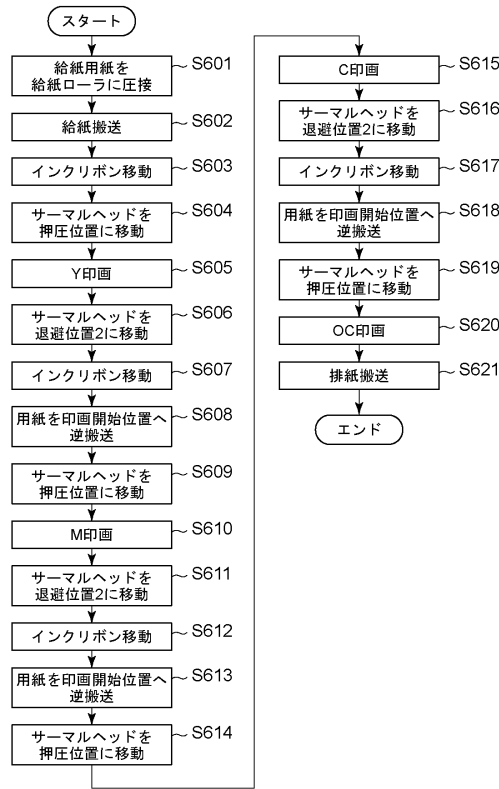 スタート
給紙用紙を
給紙ローラに圧接
S601
給紙搬送
S602
インクリボン移動
S603
サーマルヘッドを
押圧位置に移動
S604
Y印画
S605
サーマルヘッドを
退避位置2に移動
S606
インクリボン移動
S607
用紙を印画開始位置へ
逆搬送
S608
サーマルヘッドを
押圧位置に移動
S609
M印画
S610
サーマルヘッドを
退避位置2に移動
S611
インクリボン移動
S612
用紙を印画開始位置へ
逆搬送
S613
サーマルヘッドを
押圧位置に移動
S614
C印画
S615
サーマルヘッドを
退避位置2に移動
S616
インクリボン移動
S617
用紙を印画開始位置へ
逆搬送
S618
サーマルヘッドを
押圧位置に移動
S619
OC印画
S620
排紙搬送
S621
エンド